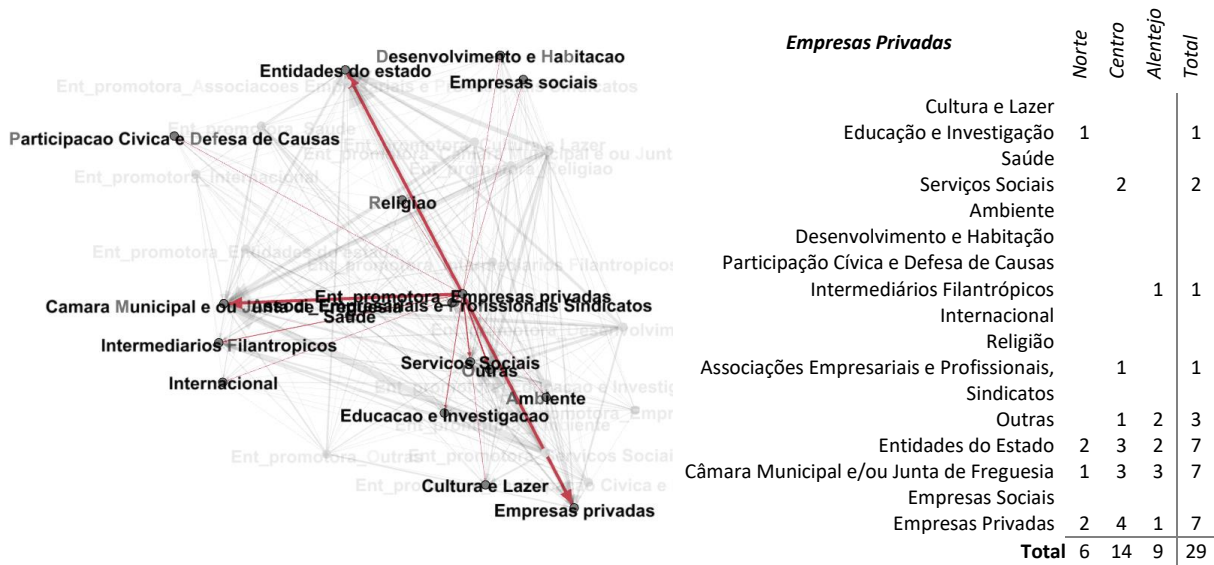 Desenvolvimento e Habitacao
Entidades do estado
Empresas sociais
Participacao Civica e Defesa de Causas
Ent_promotora_Internacional
Religiao
Ent_promotora_Entidades do estado
Ent_promotora_Empresas privadas
Camara Municipal e ou Junta de Freguesia
Saude
Intermediarios Filantropicos
Servicos Sociais
Outras
Internacional
Ambiente
Educacao e Investigacao
Ent_promotora_Outras
Cultura e Lazer
Empresas privadas
Empresas Privadas Norte Centro Alentejo Total
Cultura e Lazer
Educação e Investigação 1 1
Saúde
Serviços Sociais 2 2
Ambiente
Desenvolvimento e Habitação
Participação Cívica e Defesa de Causas
Intermediários Filantrópicos 1 1
Internacional
Religião
Associações Empresariais e Profissionais, 1 1
Sindicatos
Outras 1 2 3
Entidades do Estado 2 3 2 7
Câmara Municipal e/ou Junta de Freguesia 1 3 3 7
Empresas Sociais
Empresas Privadas 2 4 1 7
Total 6 14 9 29